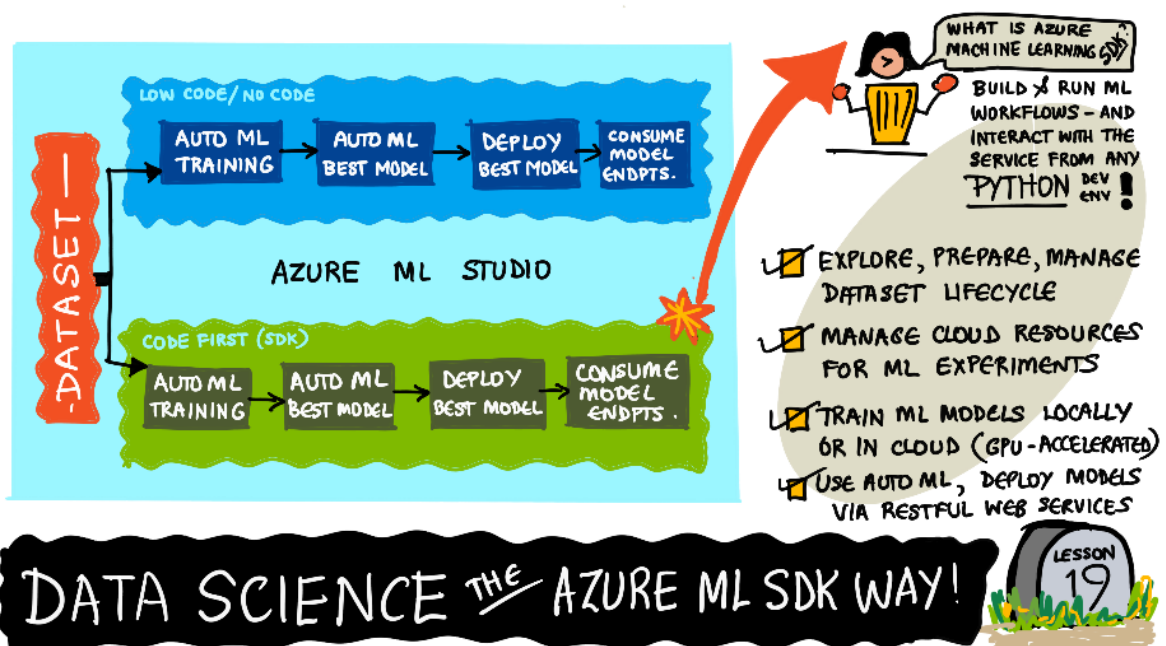 - DATASET -
LOW CODE/NO CODE
AUTO ML
TRAINING
AUTO ML
BEST MODEL
DEPLOY
BEST MODEL
CONSUME
MODEL
ENDPTS.
AZURE ML STUDIO
CODE FIRST (SDK)
AUTO ML
TRAINING
AUTO ML
BEST MODEL
DEPLOY
BEST MODEL
CONSUME
MODEL
ENDPTS.
WHAT IS AZURE
MACHINE LEARNING SDK?
BUILD & RUN ML
WORKFLOWS - AND
INTERACT WITH THE
SERVICE FROM ANY
PYTHON DEV ENV!
EXPLORE, PREPARE, MANAGE
DATASET LIFECYCLE
MANAGE CLOUD RESOURCES
FOR ML EXPERIMENTS
TRAIN ML MODELS LOCALLY
OR IN CLOUD (GPU-ACCELERATED)
USE AUTO ML, DEPLOY MODELS
VIA RESTFUL WEB SERVICES
DATA SCIENCE THE AZURE ML SDK WAY!
LESSON
19